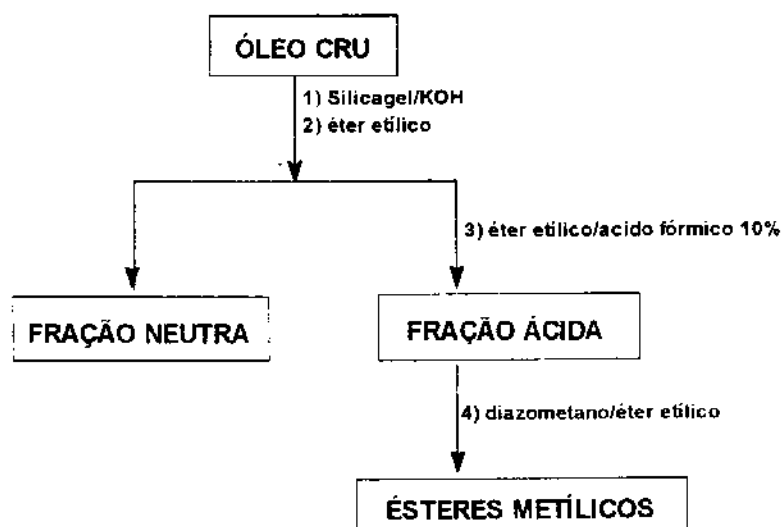 ÓLEO CRU
1) Silicagel/KOH
2) éter etílico
3) éter etílico/acido fórmico 10%
FRAÇÃO NEUTRA
FRAÇÃO ÁCIDA
4) diazometano/éter etílico
ÉSTERES METÍLICOS